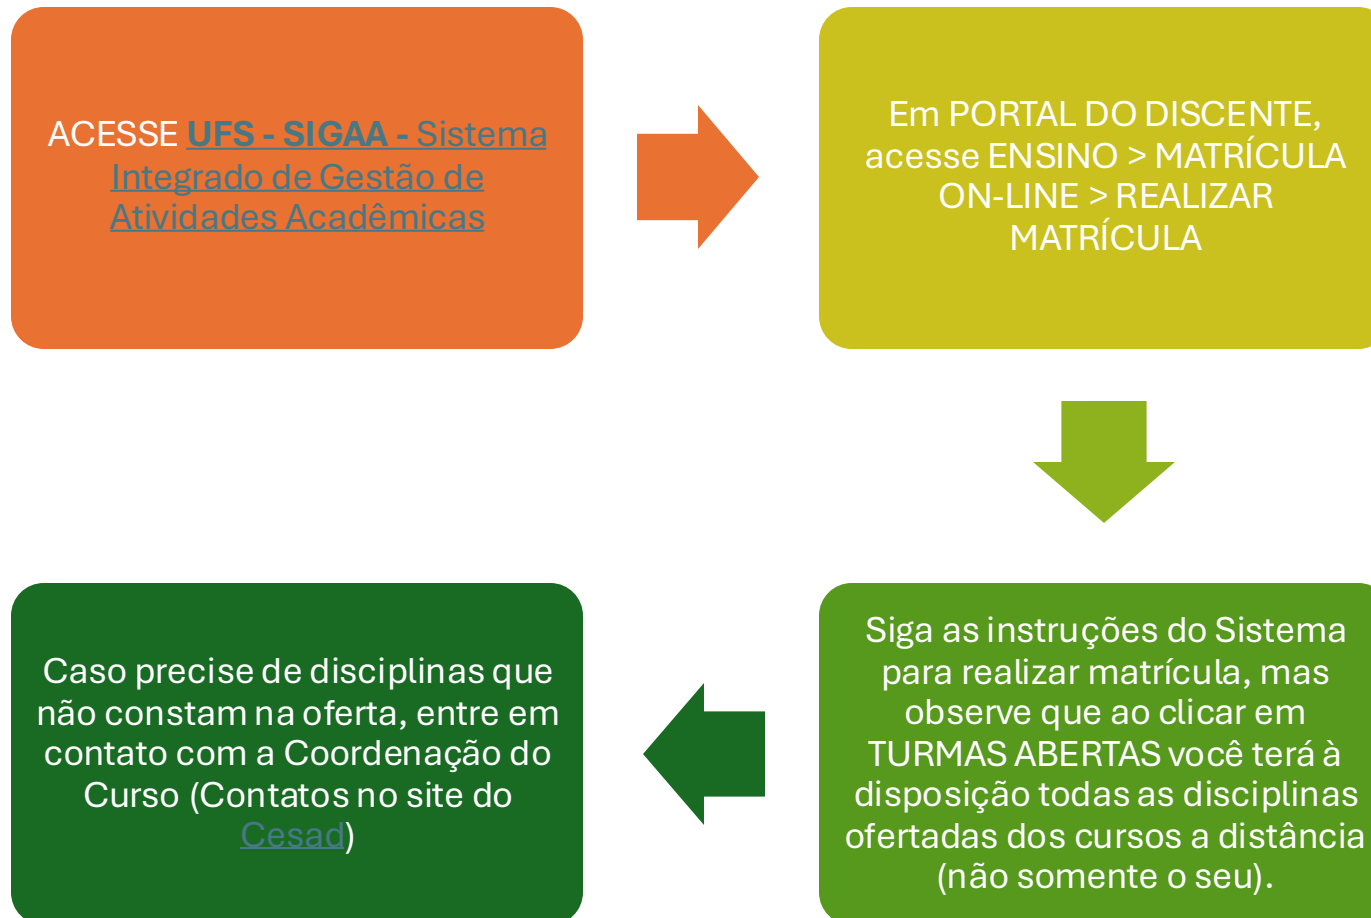 ACESSE UFS - SIGAA - Sistema
Integrado de Gestão de
Atividades Acadêmicas
Em PORTAL DO DISCENTE,
acesse ENSINO > MATRÍCULA
ON-LINE > REALIZAR
MATRÍCULA
Siga as instruções do Sistema
para realizar matrícula, mas
observe que ao clicar em
TURMAS ABERTAS você terá à
disposição todas as disciplinas
ofertadas dos cursos a distância
(não somente o seu).
Caso precise de disciplinas que
não constam na oferta, entre em
contato com a Coordenação do
Curso (Contatos no site do
Cesad)